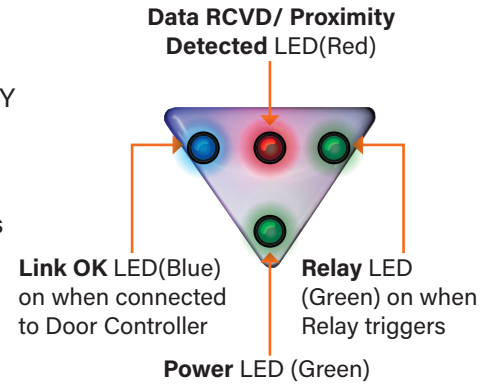 Data RCVD/ Proximity
Detected LED(Red)
Y
s
Link OK LED(Blue)
on when connected
to Door Controller
Relay LED
(Green) on when
Relay triggers
Power LED (Green)